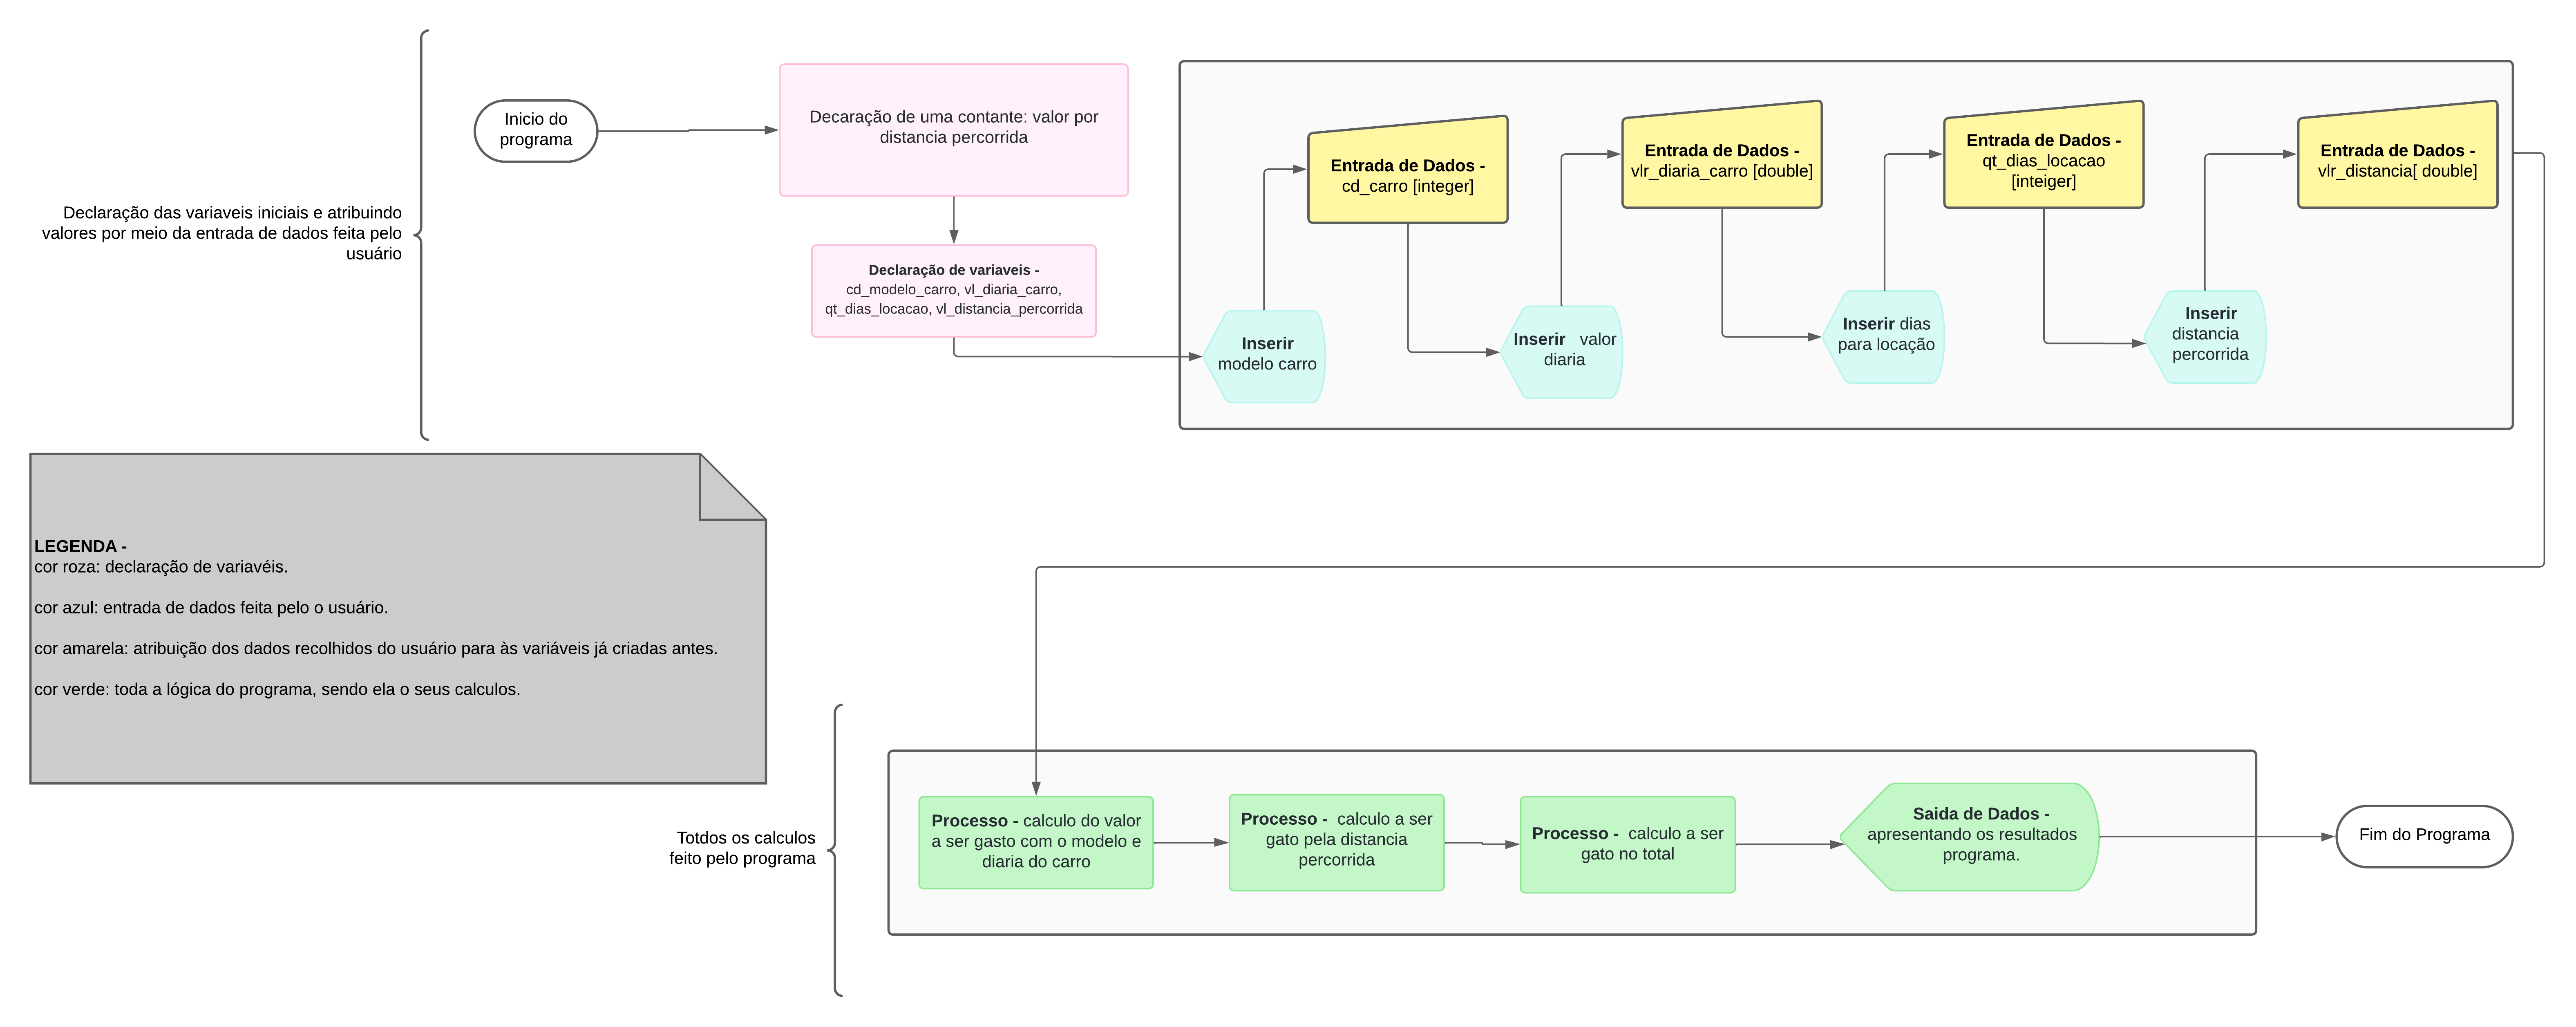 Declaração das variaveis iniciais e atribuindo
valores por meio da entrada de dados feita pelo
usuário
Inicio do
programa
Decaração de uma contante: valor por
distancia percorrida
Declaração de variaveis -
cd_modelo_carro, vl_diaria_carro,
qt_dias_locacao, vl_distancia_percorrida
Inserir
modelo carro
Entrada de Dados -
cd_carro [integer]
Inserir valor
diaria
Entrada de Dados -
vlr_diaria_carro [double]
Inserir dias
para locação
Entrada de Dados -
qt_dias_locacao
[inteiger]
Inserir
distancia
percorrida
Entrada de Dados -
vlr_distancia[ double]
LEGENDA -
cor roza: declaração de variavéis.
cor azul: entrada de dados feita pelo o usuário.
cor amarela: atribuição dos dados recolhidos do usuário para às variáveis já criadas antes.
cor verde: toda a lógica do programa, sendo ela o seus calculos.
Totdos os calculos
feito pelo programa
Processo - calculo do valor
a ser gasto com o modelo e
diaria do carro
Processo - calculo a ser
gato pela distancia
percorrida
Processo - calculo a ser
gato no total
Saida de Dados -
apresentando os resultados
programa.
Fim do Programa